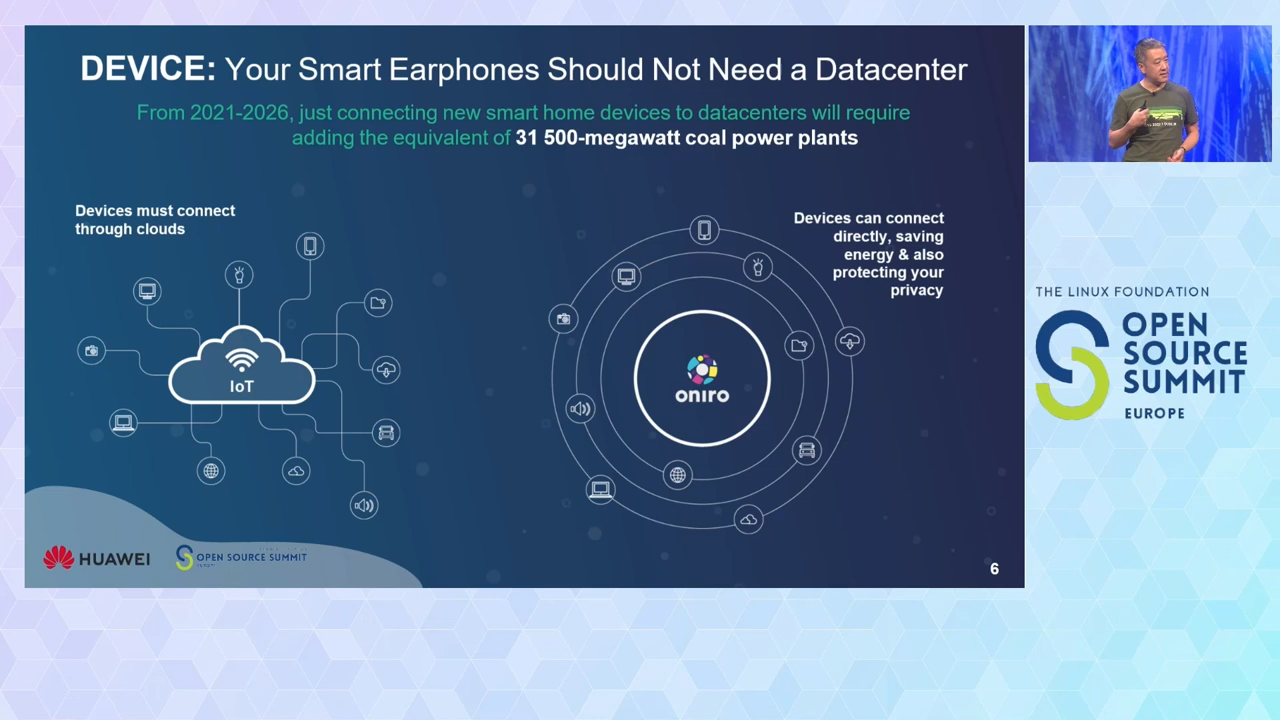 DEVICE: Your Smart Earphones Should Not Need a Datacenter
From 2021-2026, just connecting new smart home devices to datacenters will require
adding the equivalent of 31 500-megawatt coal power plants
Devices must connect
through clouds
IoT
Devices can connect
directly, saving
energy & also
protecting your
privacy
oniro
HUAWEI
OPEN SOURCE SUMMIT
6
THE LINUX FOUNDATION
OPEN
SOURCE
SUMMIT
EUROPE